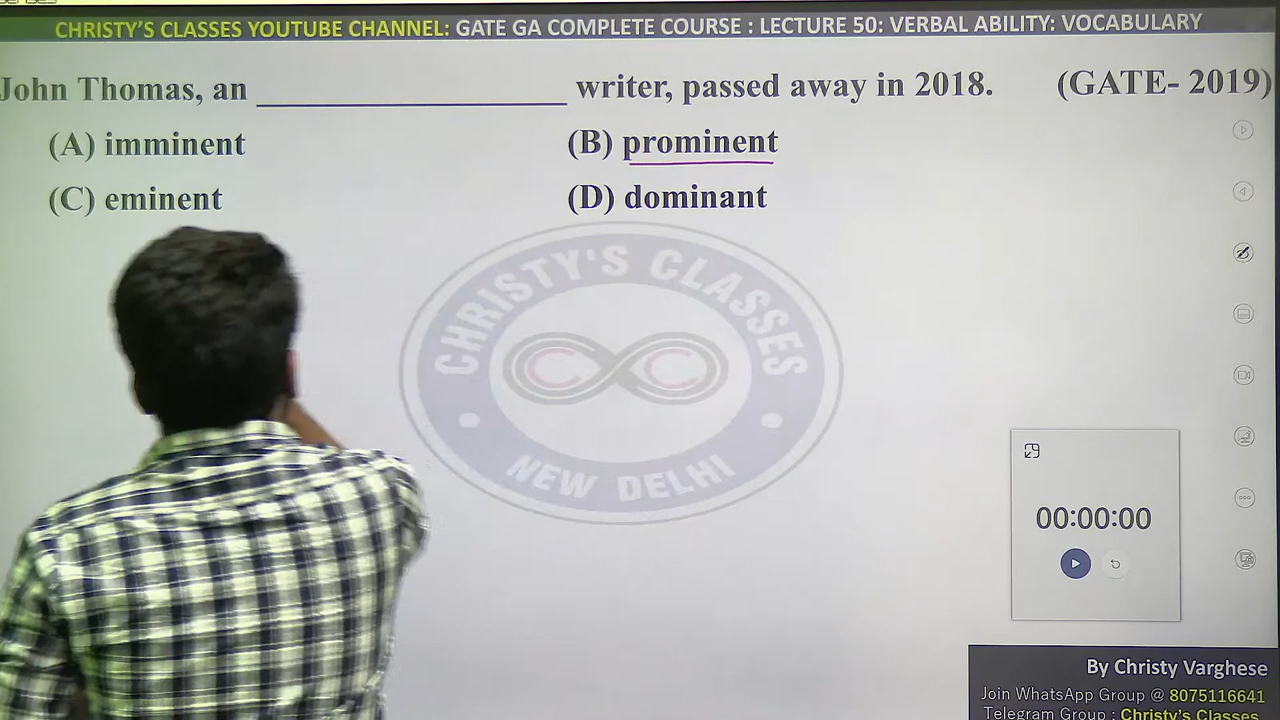 CHRISTY'S CLASSES YOUTUBE CHANNEL: GATE GA COMPLETE COURSE : LECTURE 50: VERBAL ABILITY: VOCABULARY
John Thomas, an ____________ writer, passed away in 2018. (GATE- 2019)
(A) imminent (B) prominent
(C) eminent (D) dominant
CHRISTY'S CLASSES
CC
NEW DELHI
00:00:00
By Christy Varghese
Join WhatsApp Group @ 8075116641
Telegram Group : Christy's Classes